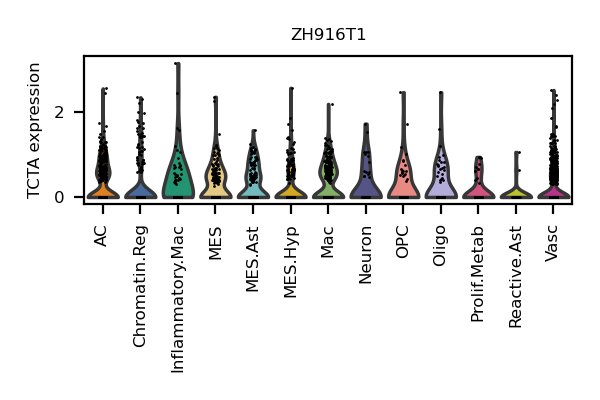 ZH916T1
TCTA expression
2
0
AC
Chromatin.Reg
Inflammatory.Mac
MES
MES.Ast
MES.Hyp
Mac
Neuron
OPC
Oligo
Prolif.Metab
Reactive.Ast
Vasc